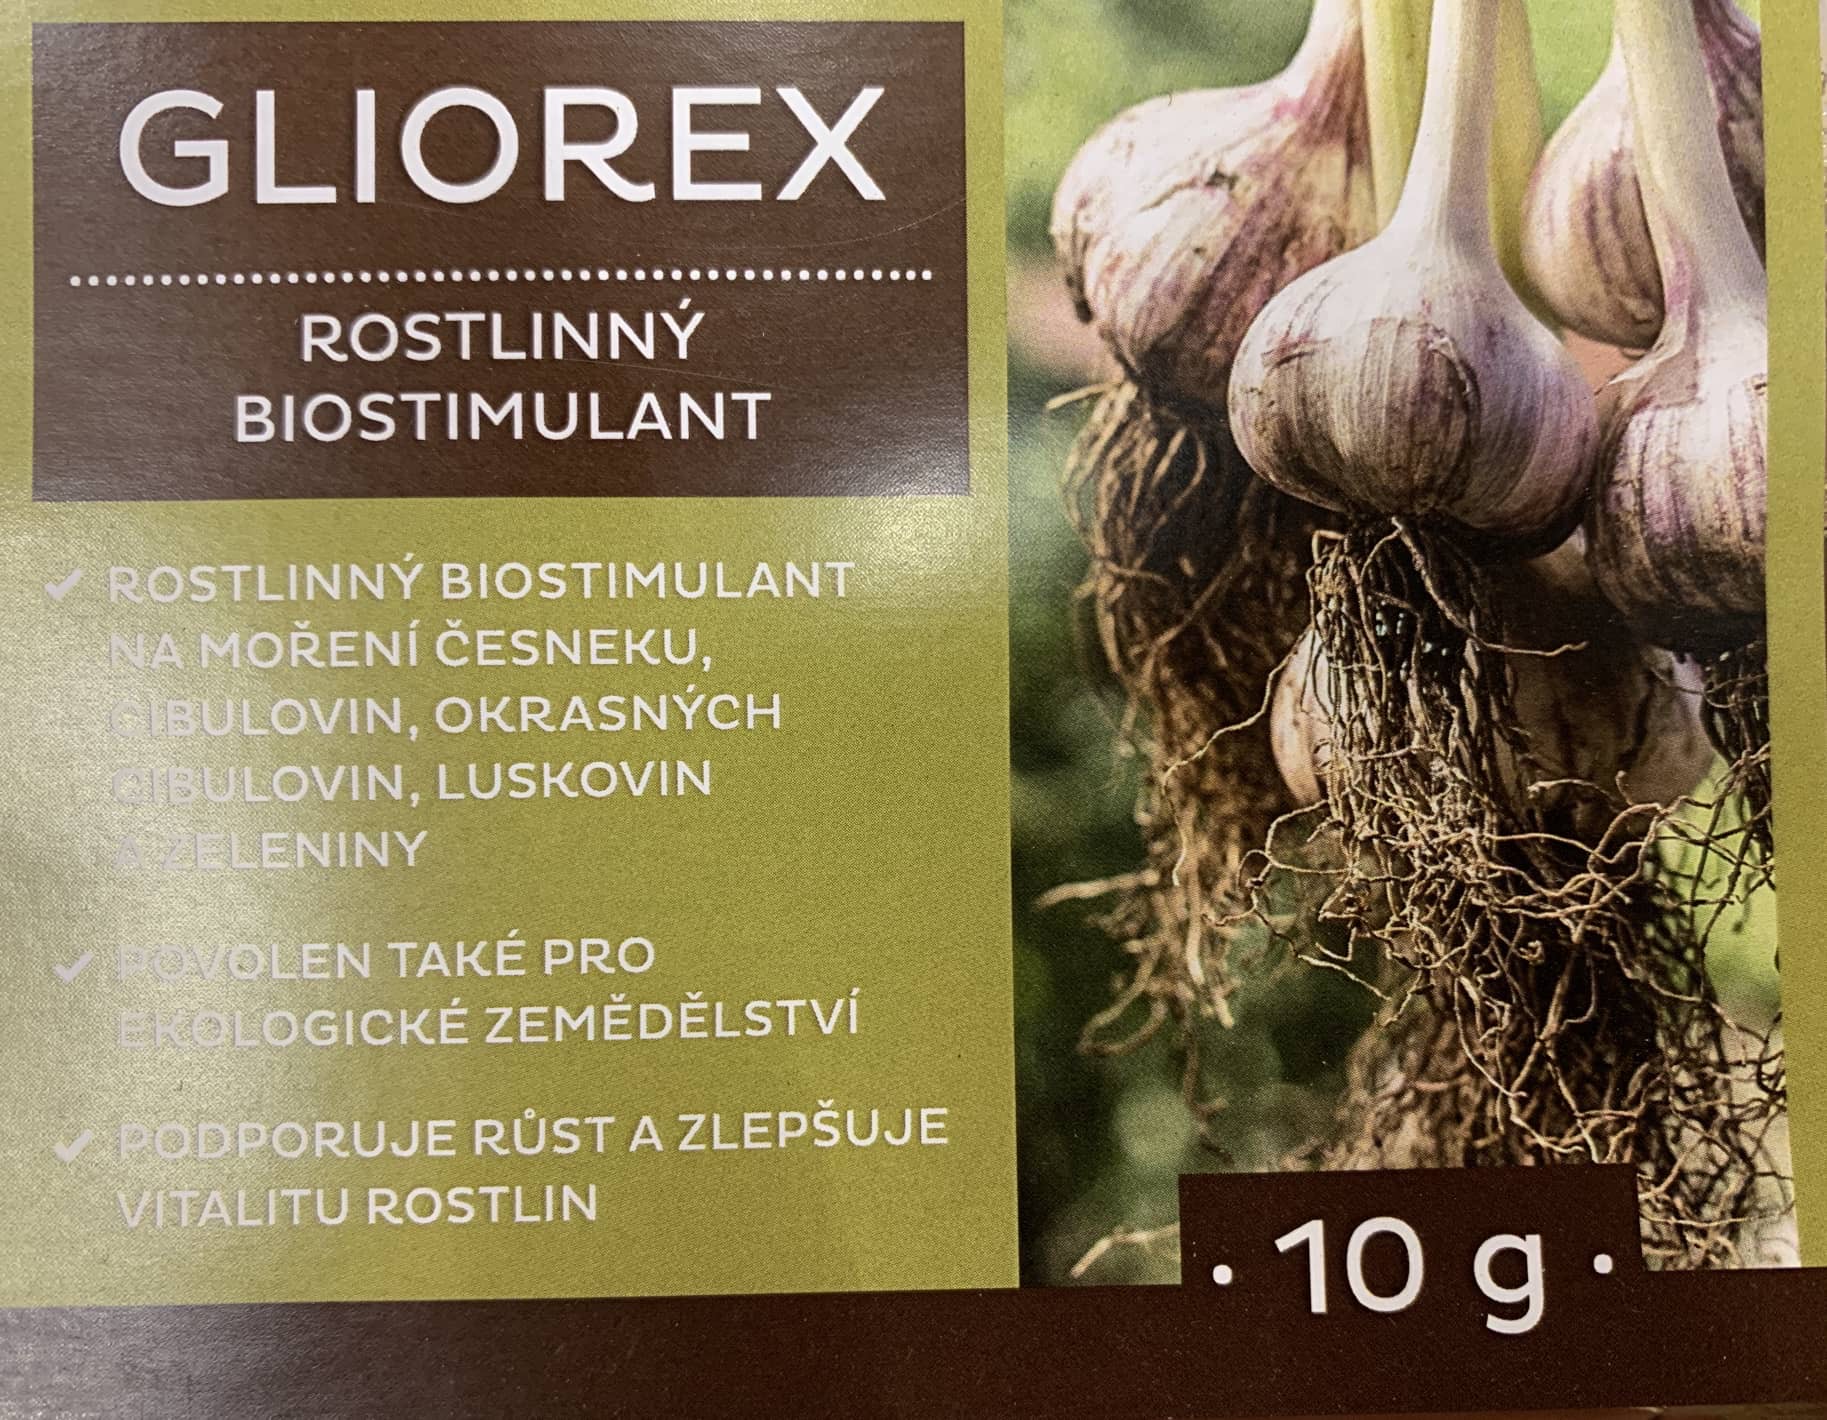 GLIOREX
ROSTLINNÝ
BIOSTIMULANT
ROSTLINNÝ BIOSTIMULANT
NA MOŘENÍ ČESNEKU,
CIBULOVIN, OKRASNÝCH
CIBULOVIN, LUSKOVIN
A ZELENINY
POVOLEN TAKÉ PRO
EKOLOGICKÉ ZEMĚDĚLSTVÍ
PODPORUJE RŮST A ZLEPŠUJE
VITALITU ROSTLIN
· 10 g ·